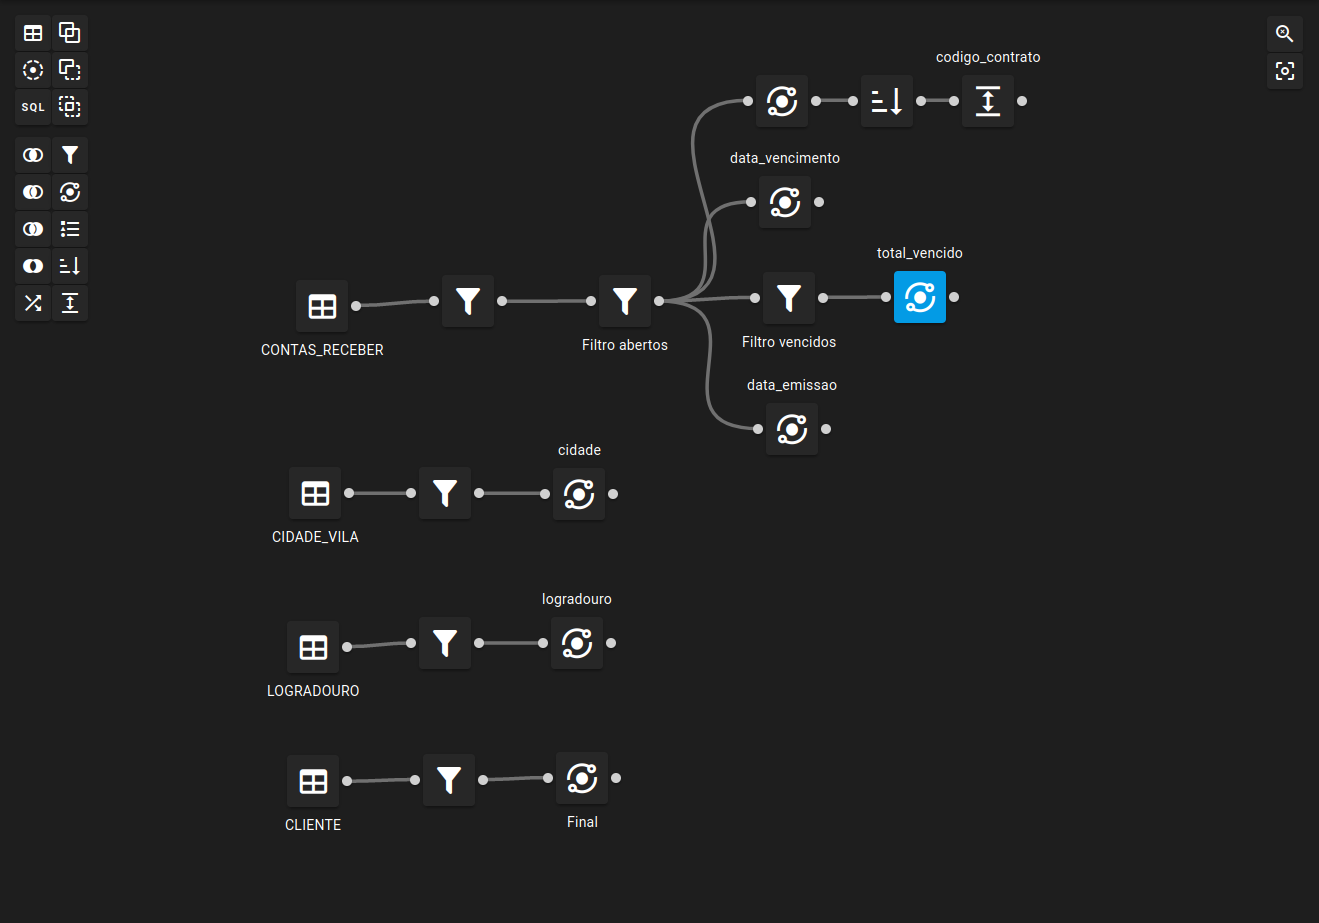 SQL
codigo_contrato
data_vencimento
total_vencido
CONTAS_RECEBER
Filtro abertos
Filtro vencidos
data_emissao
cidade
CIDADE_VILA
logradouro
LOGRADOURO
CLIENTE
Final